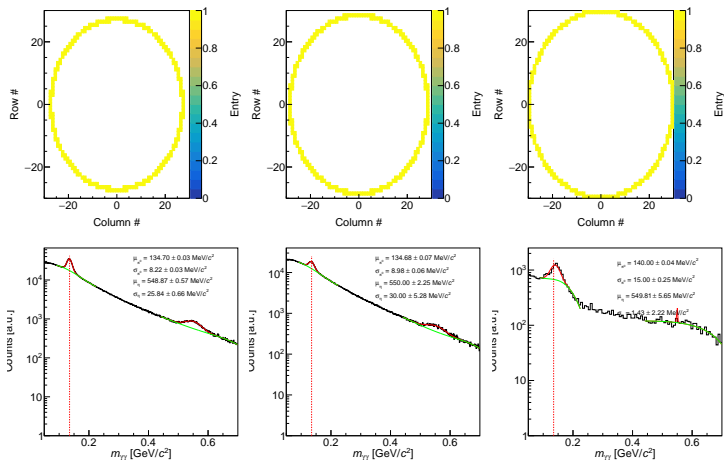 Row #
20
0
−20
−20
0
20
Column #
1
0.8
0.6
0.4
0.2
0
Entry
Row #
20
0
−20
−20
0
20
Column #
1
0.8
0.6
0.4
0.2
0
Entry
Row #
20
0
−20
−20
0
20
Column #
1
0.8
0.6
0.4
0.2
0
Entry
Counts [a.u.]
10⁴
10³
10²
10
1
μπ⁰ = 134.70 ± 0.03 MeV/c²
σπ⁰ = 8.22 ± 0.03 MeV/c²
μη = 548.87 ± 0.57 MeV/c²
ση = 25.84 ± 0.66 MeV/c²
0.2
0.4
0.6
mγγ [GeV/c²]
Counts [a.u.]
10⁴
10³
10²
10
1
μπ⁰ = 134.68 ± 0.07 MeV/c²
σπ⁰ = 8.98 ± 0.06 MeV/c²
μη = 550.00 ± 2.25 MeV/c²
ση = 30.00 ± 5.28 MeV/c²
0.2
0.4
0.6
mγγ [GeV/c²]
Counts [a.u.]
10³
10²
10
1
μπ⁰ = 140.00 ± 0.04 MeV/c²
σπ⁰ = 15.00 ± 0.25 MeV/c²
μη = 549.81 ± 5.65 MeV/c²
± 2.22 MeV/c²
0.2
0.4
0.6
mγγ [GeV/c²]